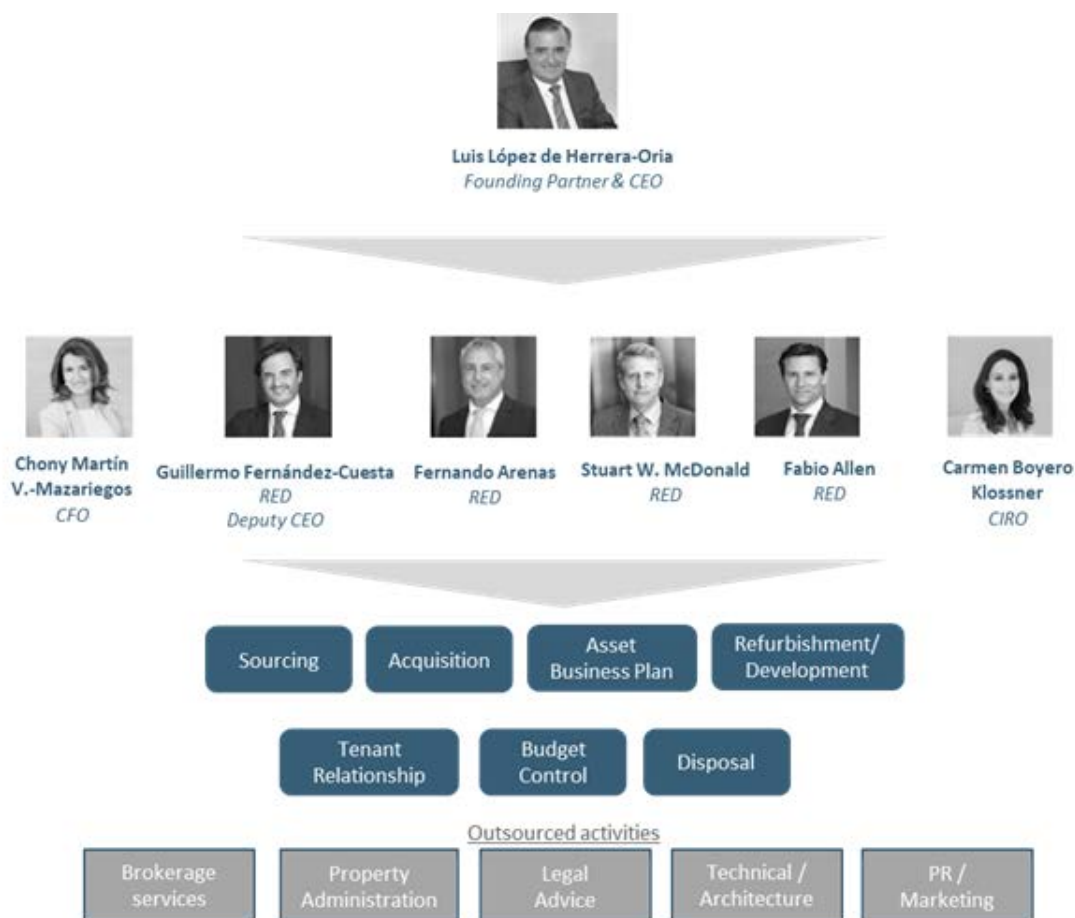 Luis López de Herrera-Oria
Founding Partner & CEO
Chony Martín
V.-Mazariegos
CFO
Guillermo Fernández-Cuesta
RED
Deputy CEO
Fernando Arenas
RED
Stuart W. McDonald
RED
Fabio Allen
RED
Carmen Boyero
Klossner
CIRO
Sourcing
Acquisition
Asset
Business Plan
Refurbishment/
Development
Tenant
Relationship
Budget
Control
Disposal
Outsourced activities
Brokerage
services
Property
Administration
Legal
Advice
Technical /
Architecture
PR /
Marketing